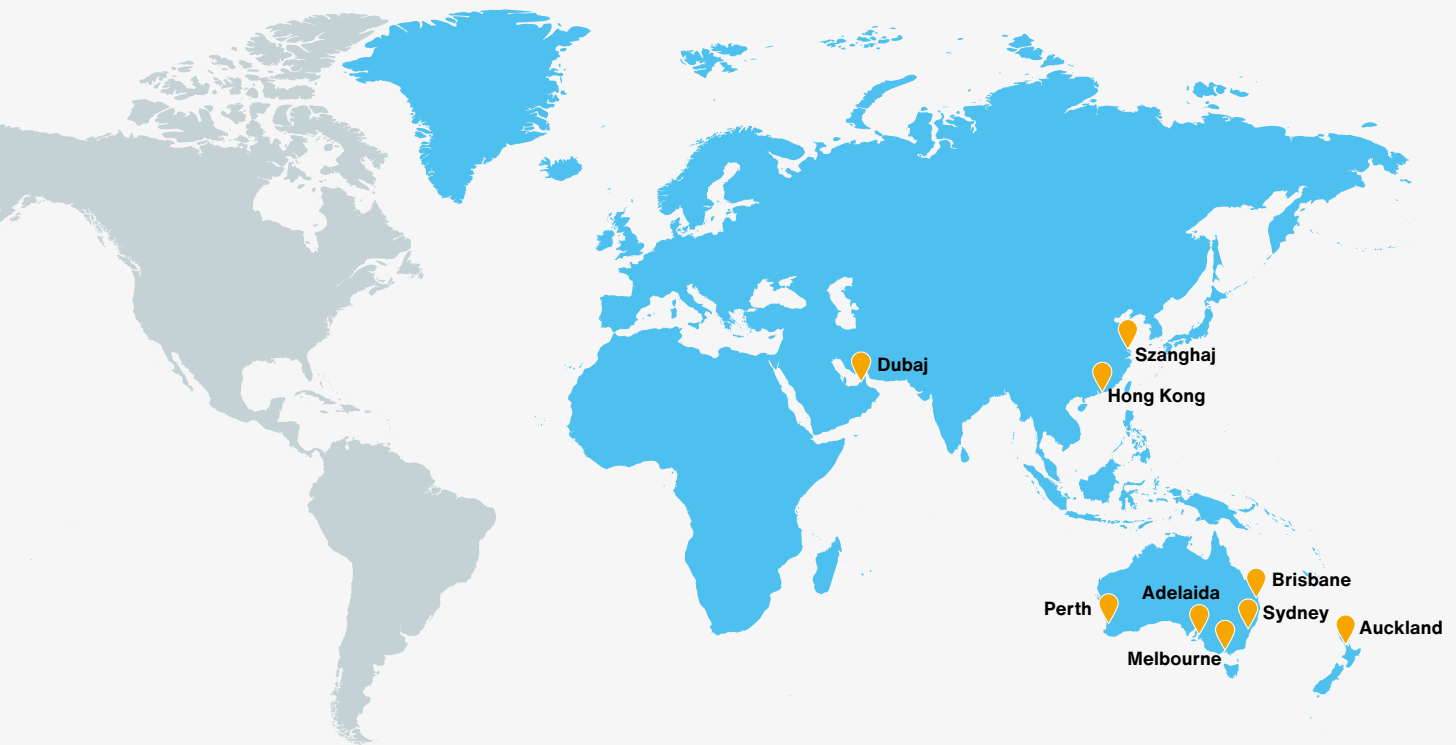 Dubaj
Szanghaj
Hong Kong
Brisbane
Adelaida
Perth
Sydney
Auckland
Melbourne